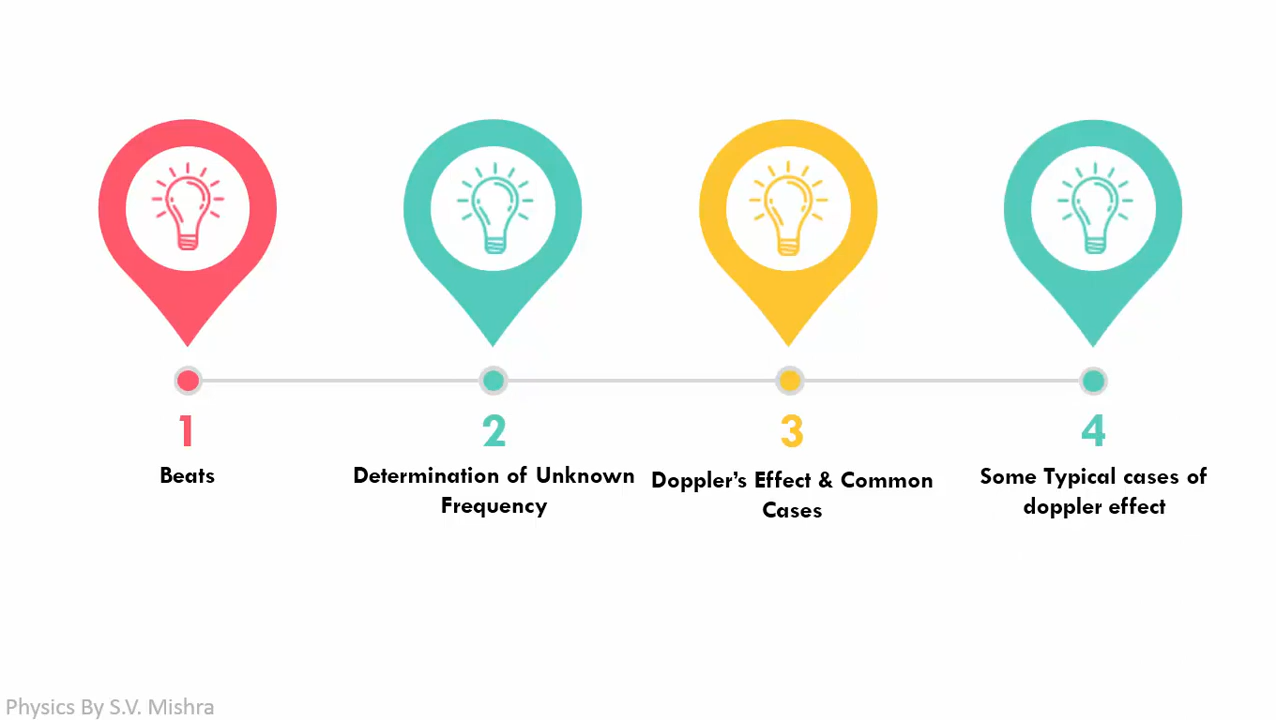 1
Beats
2
Determination of Unknown
Frequency
3
Doppler’s Effect & Common
Cases
4
Some Typical cases of
doppler effect
Physics By S.V. Mishra